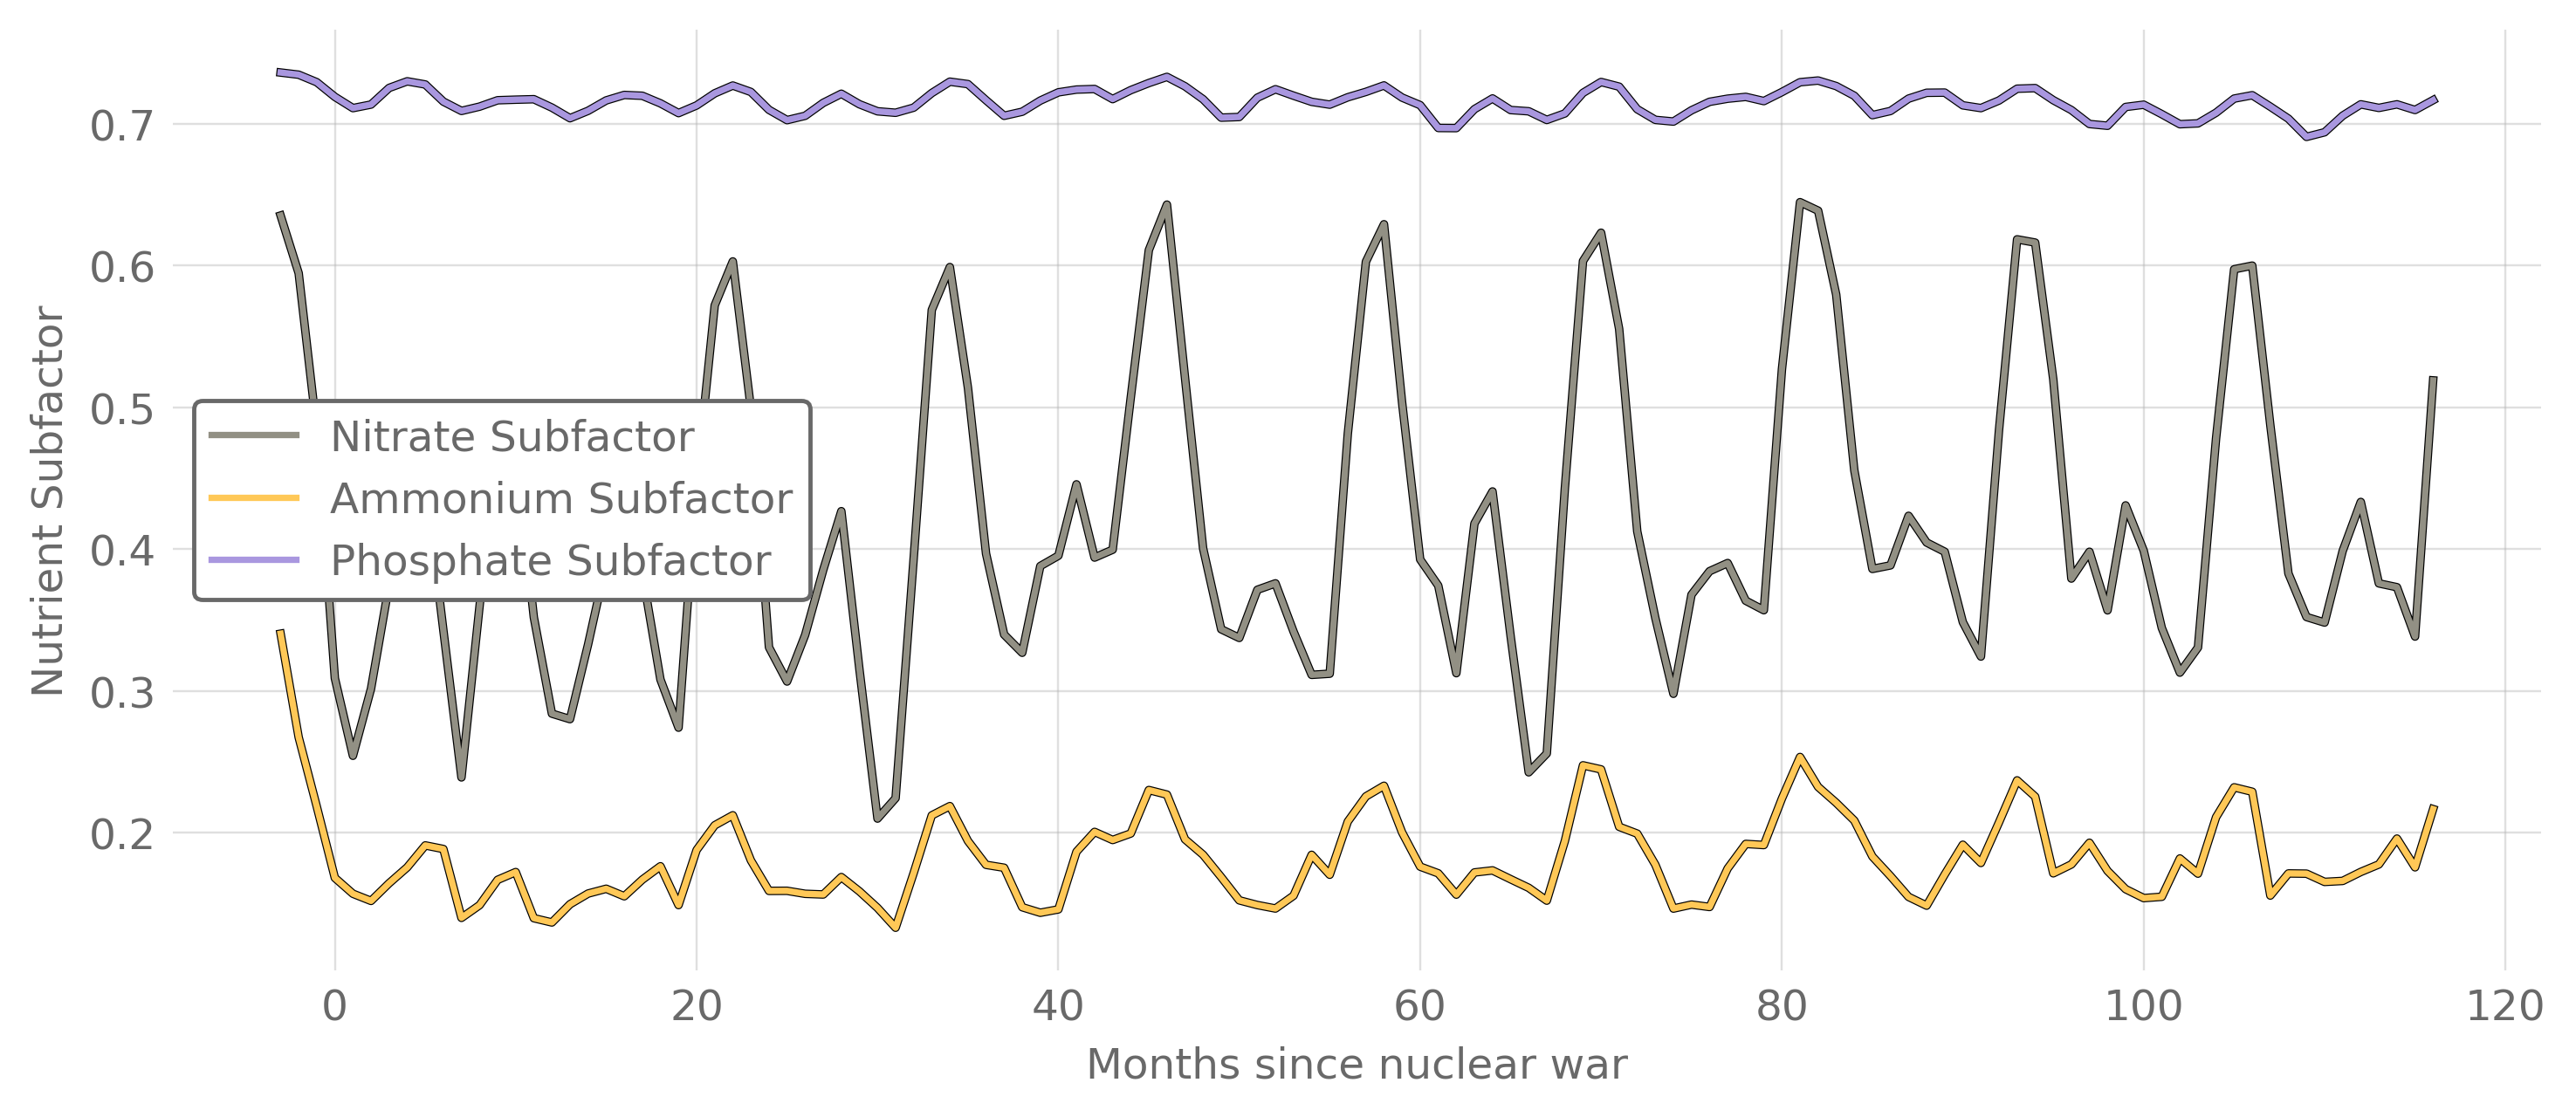 Nutrient Subfactor
0.7
0.6
0.5
0.4
0.3
0.2
Nitrate Subfactor
Ammonium Subfactor
Phosphate Subfactor
0 20 40 60 80 100 120
Months since nuclear war